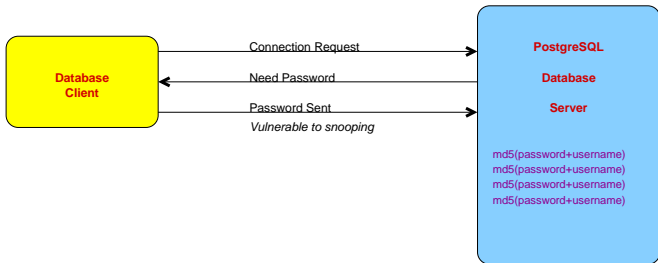 Database
Client
Connection Request
Need Password
Password Sent
Vulnerable to snooping
PostgreSQL
Database
Server
md5(password+username)
md5(password+username)
md5(password+username)
md5(password+username)